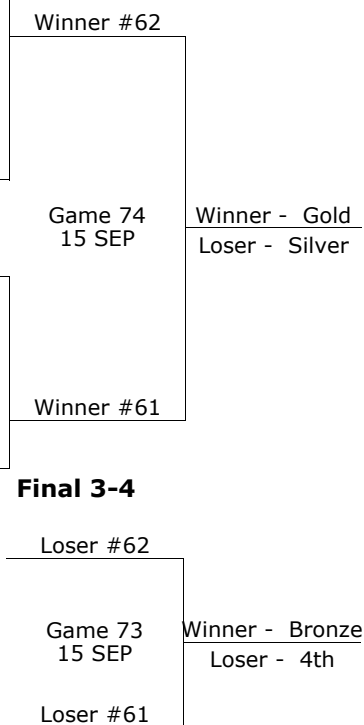 Winner #62
Game 74
15 SEP
Winner - Gold
Loser - Silver
Winner #61
Final 3-4
Loser #62
Game 73
15 SEP
Winner - Bronze
Loser - 4th
Loser #61